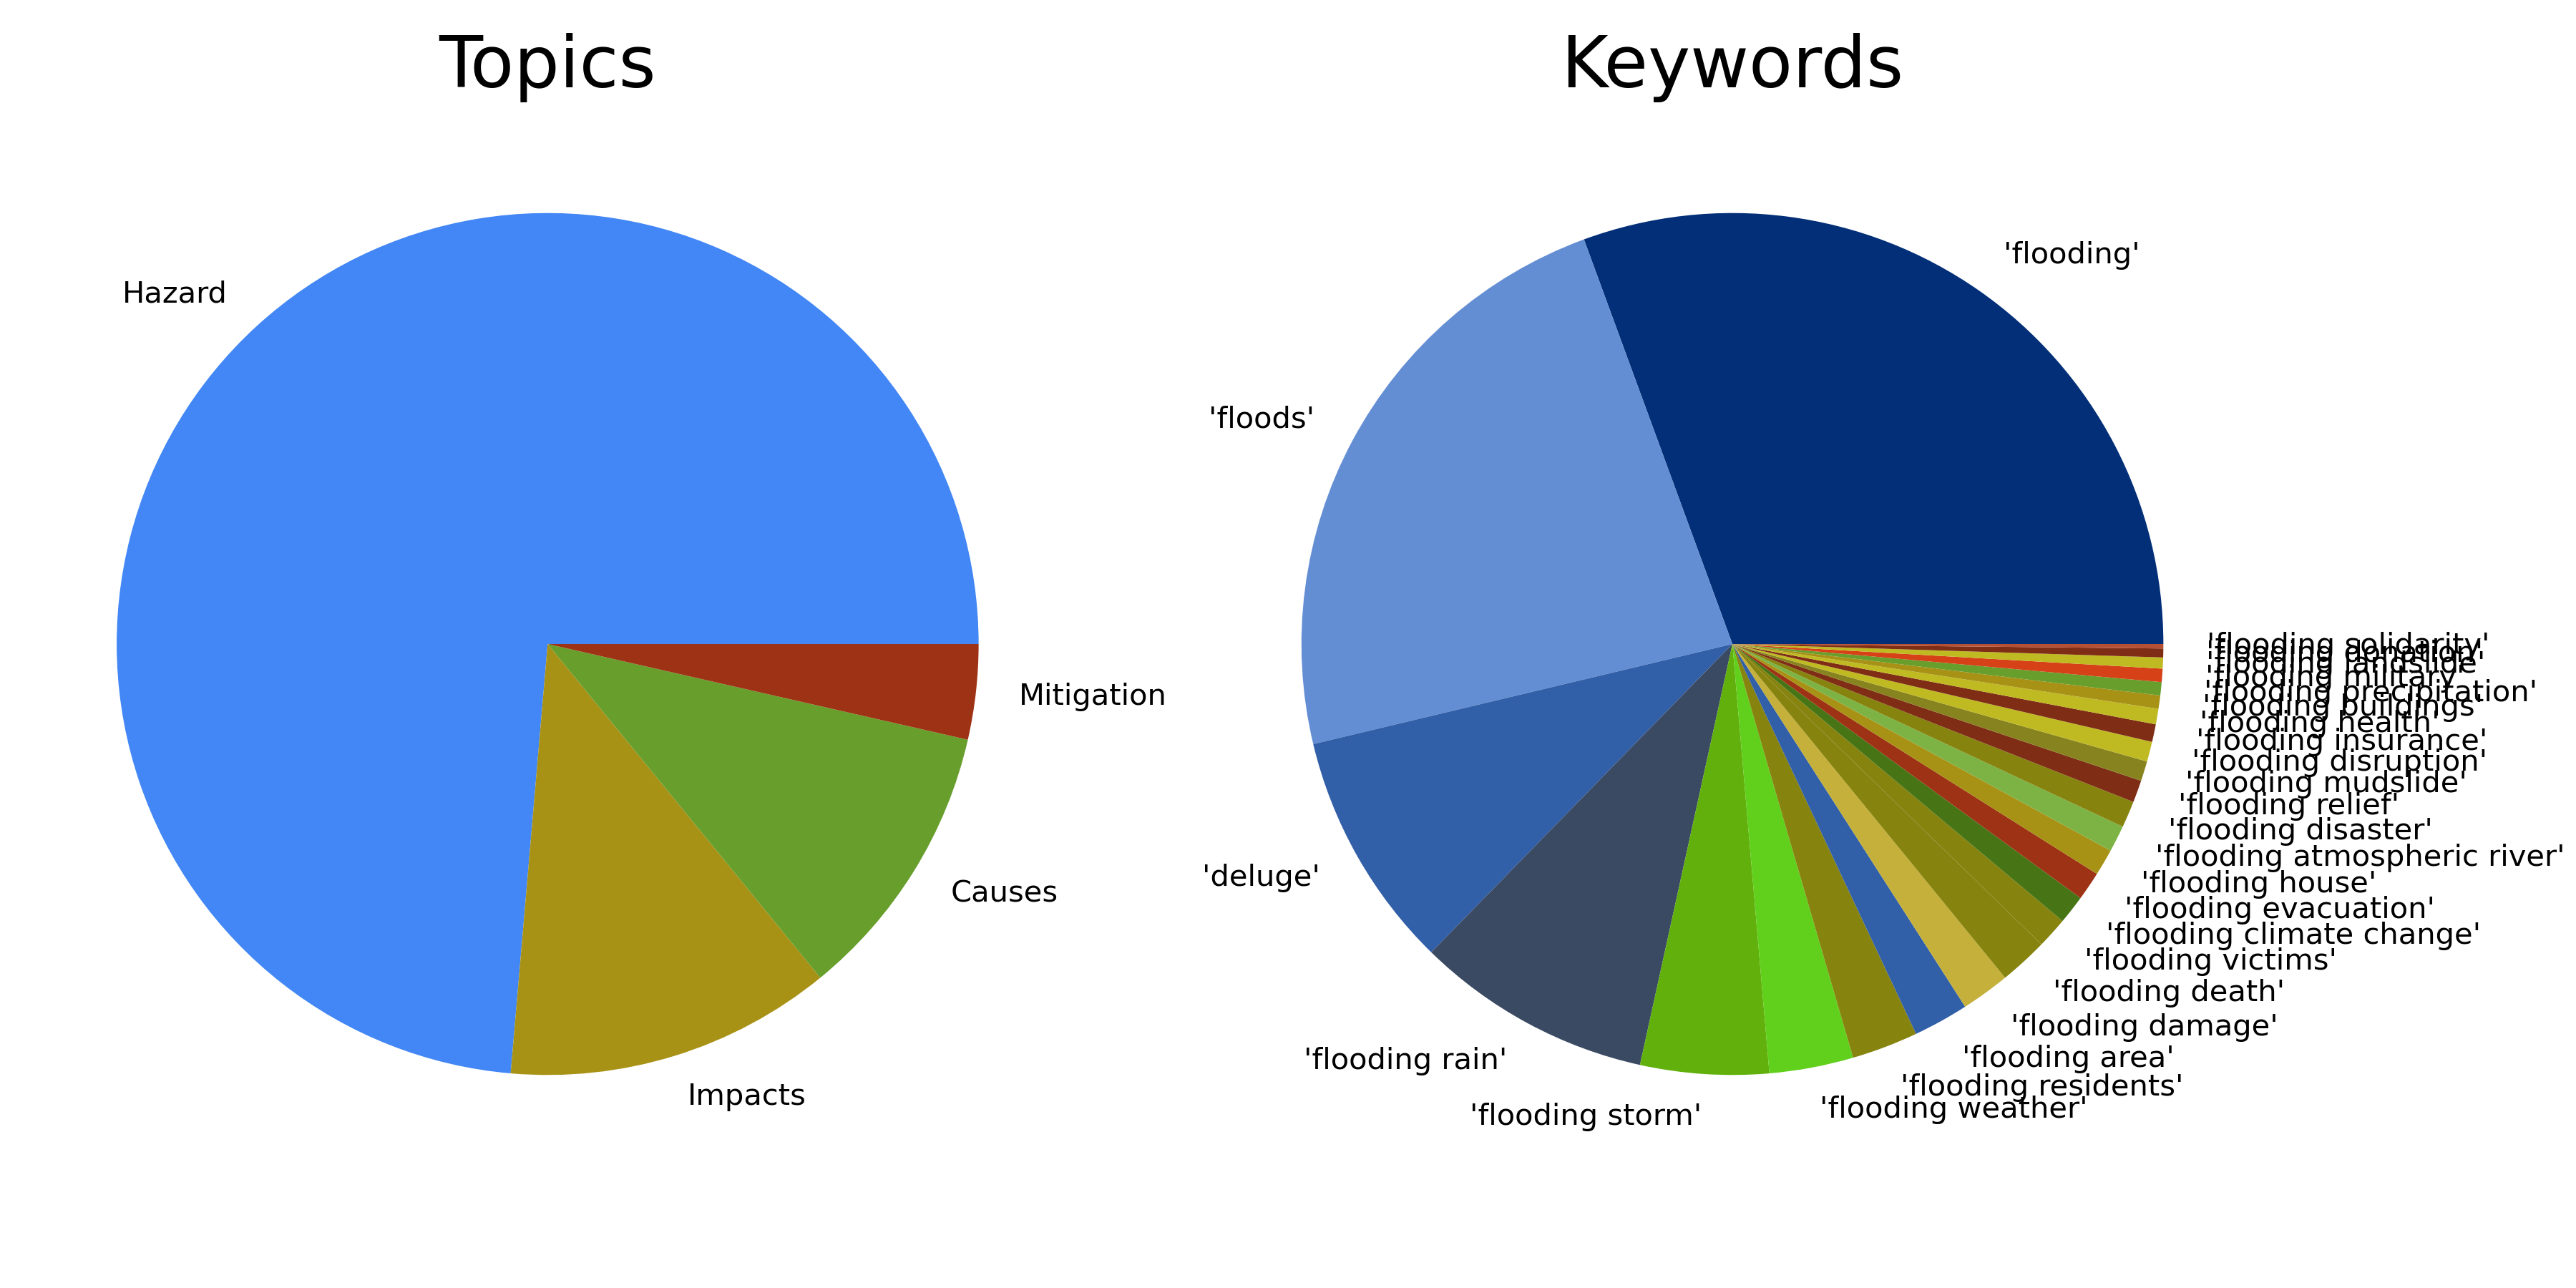 Topics
Keywords
Hazard
Mitigation
Causes
Impacts
'flooding'
'floods'
'deluge'
'flooding rain'
'flooding storm'
'flooding weather'
'flooding residents'
'flooding area'
'flooding damage'
'flooding death'
'flooding victims'
'flooding climate change'
'flooding evacuation'
'flooding house'
'flooding atmospheric river'
'flooding disaster'
'flooding relief'
'flooding mudslide'
'flooding disruption'
'flooding insurance'
'flooding health'
'flooding buildings'
'flooding precipitation'
'flooding military'
'flooding landslide'
'flooding donation'
'flooding solidarity'